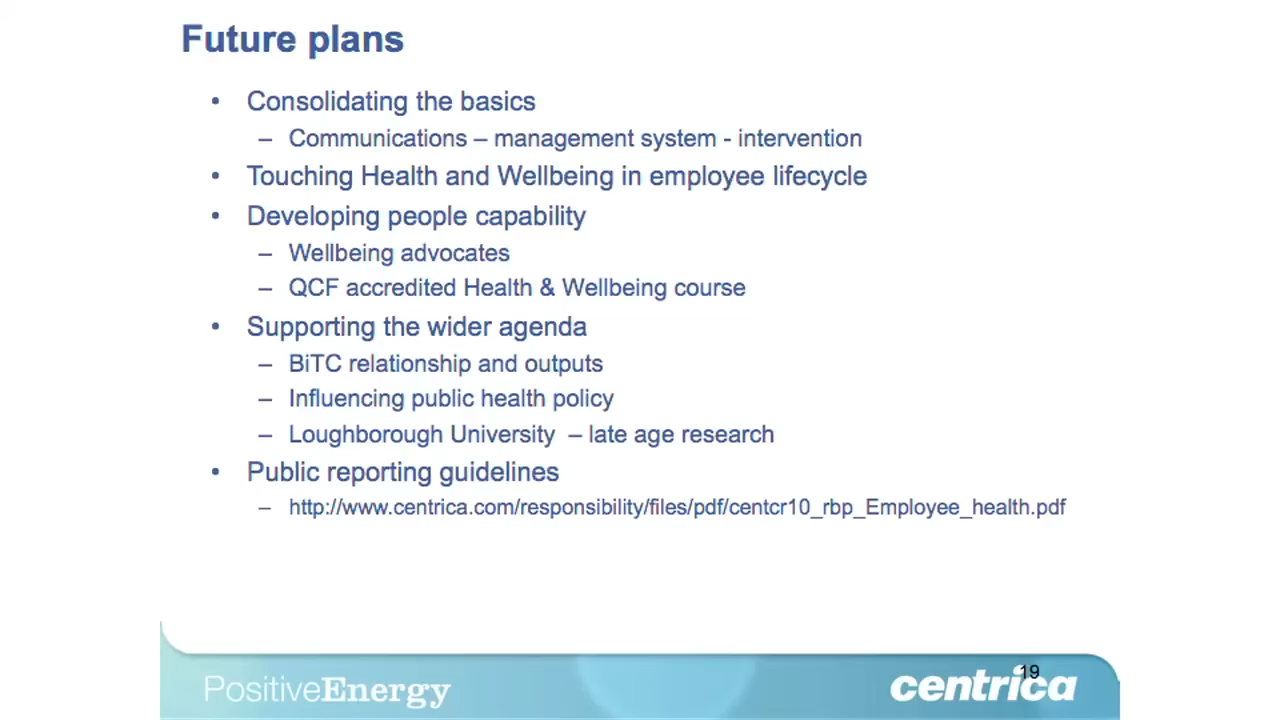 Future plans
• Consolidating the basics
– Communications – management system - intervention
• Touching Health and Wellbeing in employee lifecycle
• Developing people capability
– Wellbeing advocates
– QCF accredited Health & Wellbeing course
• Supporting the wider agenda
– BiTC relationship and outputs
– Influencing public health policy
– Loughborough University – late age research
• Public reporting guidelines
– http://www.centrica.com/responsibility/files/pdf/centcr10_rbp_Employee_health.pdf
19
PositiveEnergy
centrica